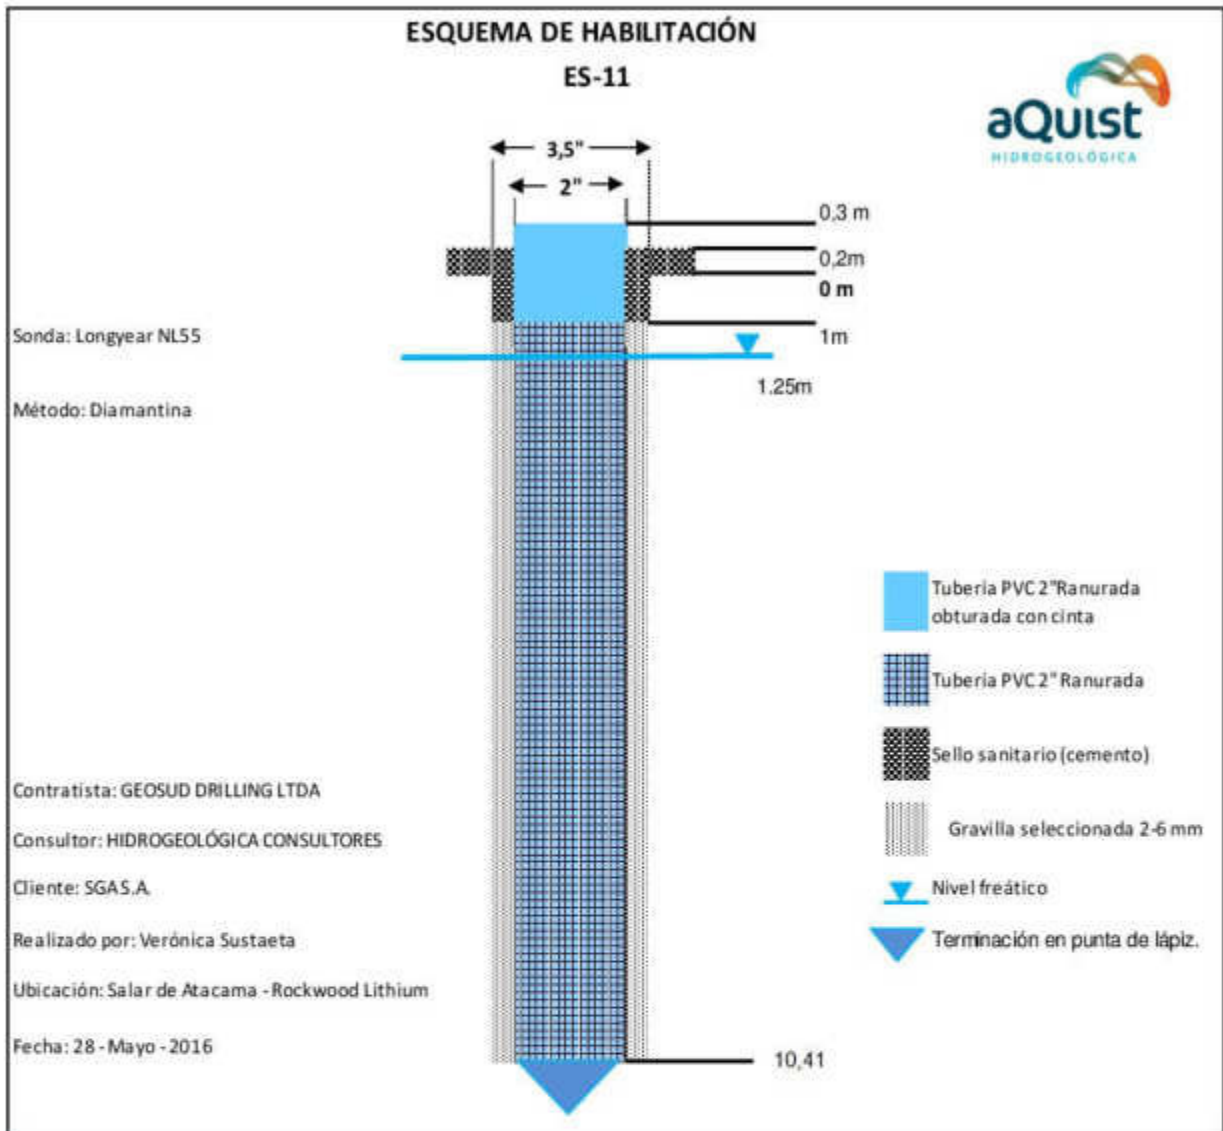 ESQUEMA DE HABILITACIÓN
ES-11
aQuist
HIDROGEOLÓGICA
3,5"
2"
0,3 m
0,2m
0 m
1m
1.25m
Sonda: Longyear NL55
Método: Diamantina
Tuberia PVC 2"Ranurada
obturada con cinta
Tuberia PVC 2" Ranurada
Sello sanitario (cemento)
Gravilla seleccionada 2-6 mm
Nivel freático
Terminación en punta de lápiz.
Contratista: GEOSUD DRILLING LTDA
Consultor: HIDROGEOLÓGICA CONSULTORES
Cliente: SGA S.A.
Realizado por: Verónica Sustaeta
Ubicación: Salar de Atacama - Rockwood Lithium
Fecha: 28 - Mayo - 2016
10,41